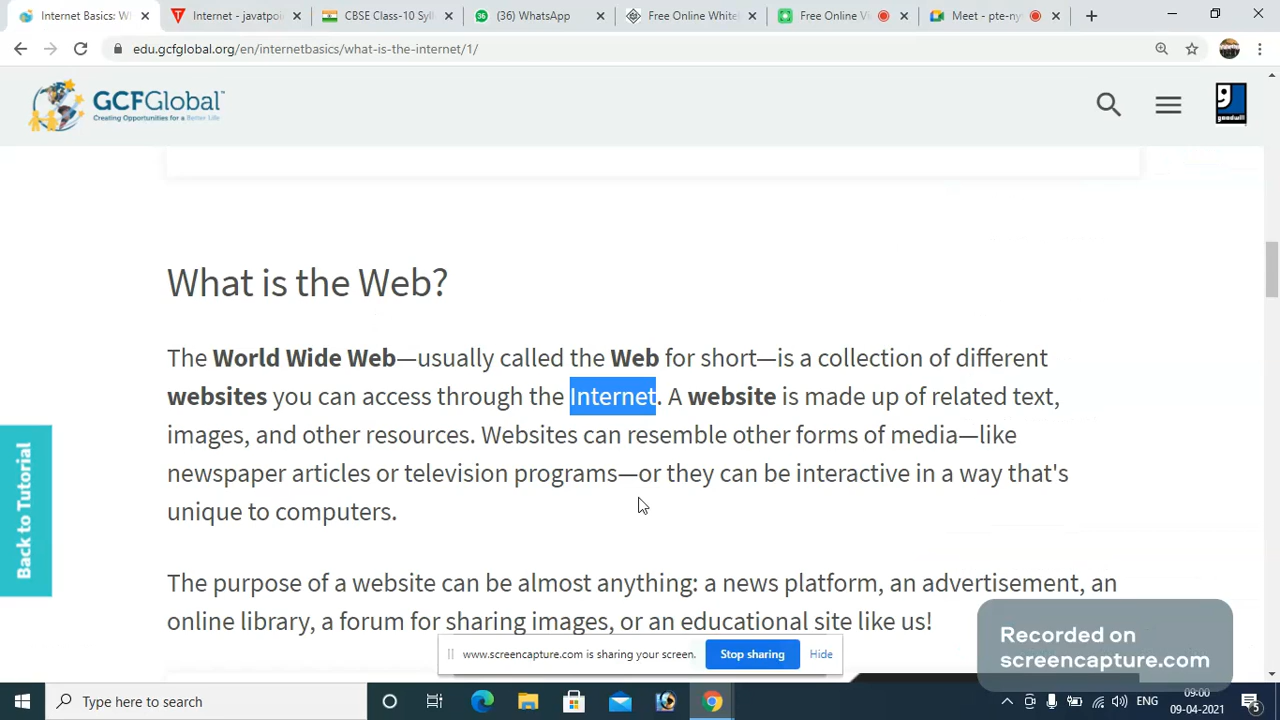 Internet Basics: W
Internet - javatpoin
CBSE Class-10 Syll
(36) WhatsApp
Free Online White
Free Online Vi
Meet - pte-ny
edu.gcfglobal.org/en/internetbasics/what-is-the-internet/1/
GCFGlobal
Creating Opportunities for a Better Life
goodwill
What is the Web?
The World Wide Web—usually called the Web for short—is a collection of different
websites you can access through the Internet. A website is made up of related text,
images, and other resources. Websites can resemble other forms of media—like
newspaper articles or television programs—or they can be interactive in a way that's
unique to computers.
Back to Tutorial
The purpose of a website can be almost anything: a news platform, an advertisement, an
online library, a forum for sharing images, or an educational site like us!
www.screencapture.com is sharing your screen.
Stop sharing
Hide
Recorded on
screencapture.com
Type here to search
ENG
09:00
09-04-2021
5